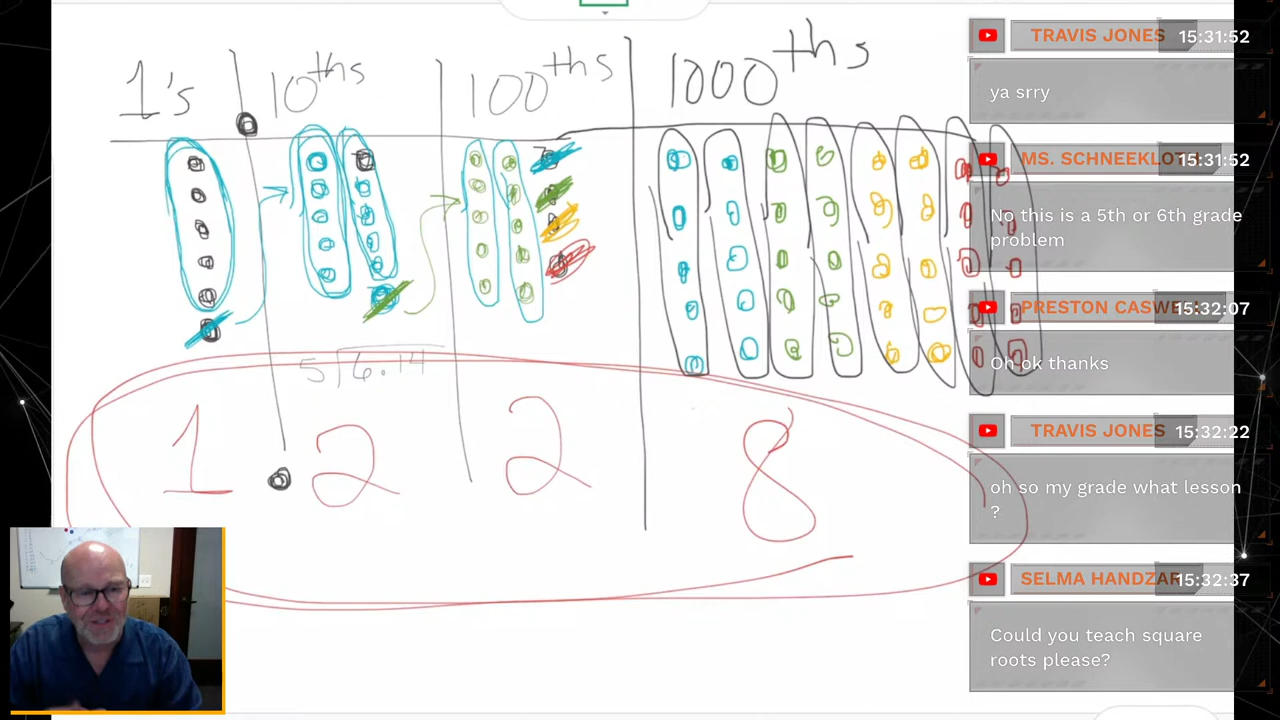 1's 10ths 100ths 1000ths
5 6.14
1 . 2 2 8
TRAVIS JONES 15:31:52
ya srry
MS. 15:31:52
No this is a 5th or 6th grade
problem
PRESTON 15:32:07
Oh ok thanks
TRAVIS JONES 15:32:22
oh so my grade what lesson
?
SELMA HANDZAR 15:32:37
Could you teach square
roots please?